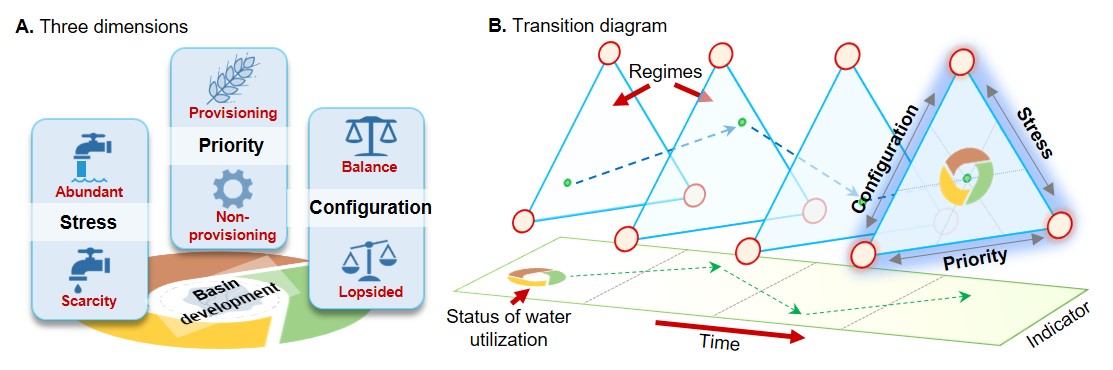 A. Three dimensions
Provisioning
Priority
Non-
provisioning
Abundant
Stress
Scarcity
Balance
Configuration
Lopsided
Basin
development
B. Transition diagram
Regimes
Configuration
Stress
Priority
Status of water
utilization
Time
Indicator